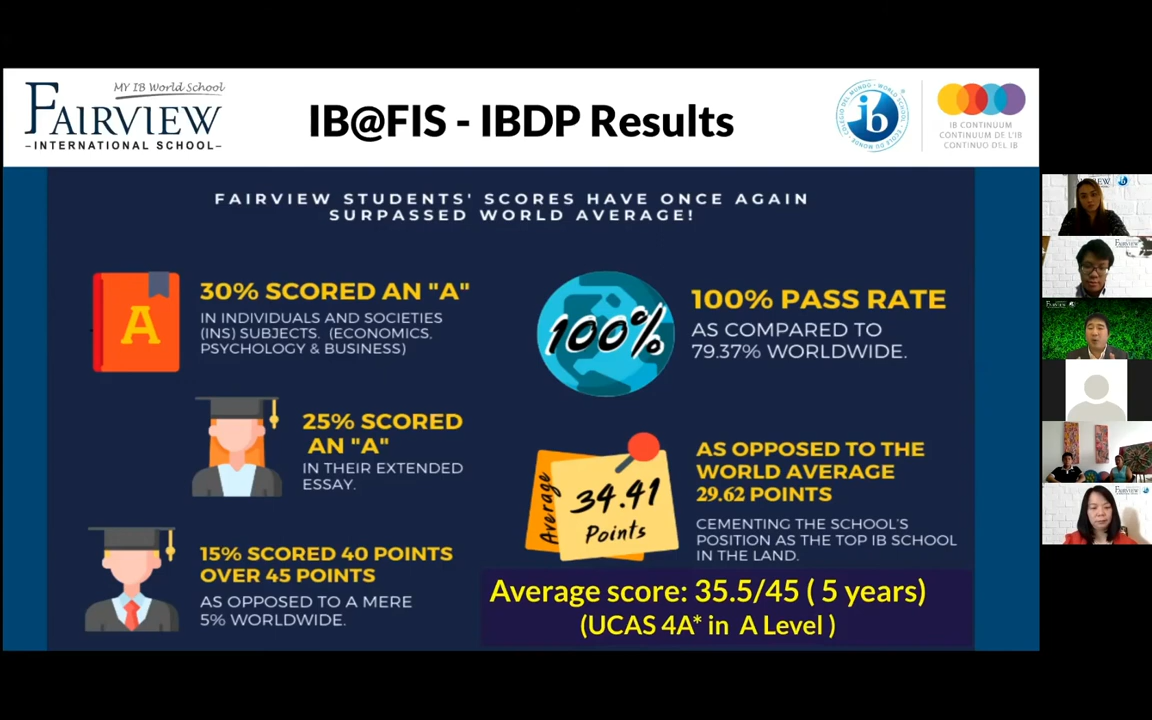 MY IB World School
FAIRVIEW
-INTERNATIONAL SCHOOL-
IB@FIS - IBDP Results
ib
IB CONTINUUM
CONTINUUM DE L'IB
CONTINUO DEL IB
FAIRVIEW STUDENTS' SCORES HAVE ONCE AGAIN
SURPASSED WORLD AVERAGE!
A
30% SCORED AN "A"
IN INDIVIDUALS AND SOCIETIES
(INS) SUBJECTS. (ECONOMICS,
PSYCHOLOGY & BUSINESS)
100%
100% PASS RATE
AS COMPARED TO
79.37% WORLDWIDE.
25% SCORED
AN "A"
IN THEIR EXTENDED
ESSAY.
Average
34.41
Points
AS OPPOSED TO THE
WORLD AVERAGE
29.62 POINTS
CEMENTING THE SCHOOL'S
POSITION AS THE TOP IB SCHOOL
IN THE LAND.
15% SCORED 40 POINTS
OVER 45 POINTS
AS OPPOSED TO A MERE
5% WORLDWIDE.
Average score: 35.5/45 ( 5 years)
(UCAS 4A* in A Level )